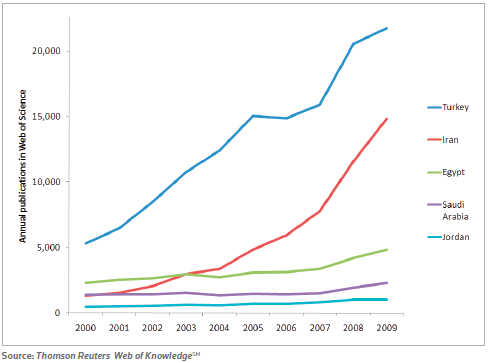 Annual publications in Web of Science
20,000
15,000
10,000
5,000
0
2000 2001 2002 2003 2004 2005 2006 2007 2008 2009
Turkey
Iran
Egypt
Saudi
Arabia
Jordan
Source: Thomson Reuters Web of Knowledge℠